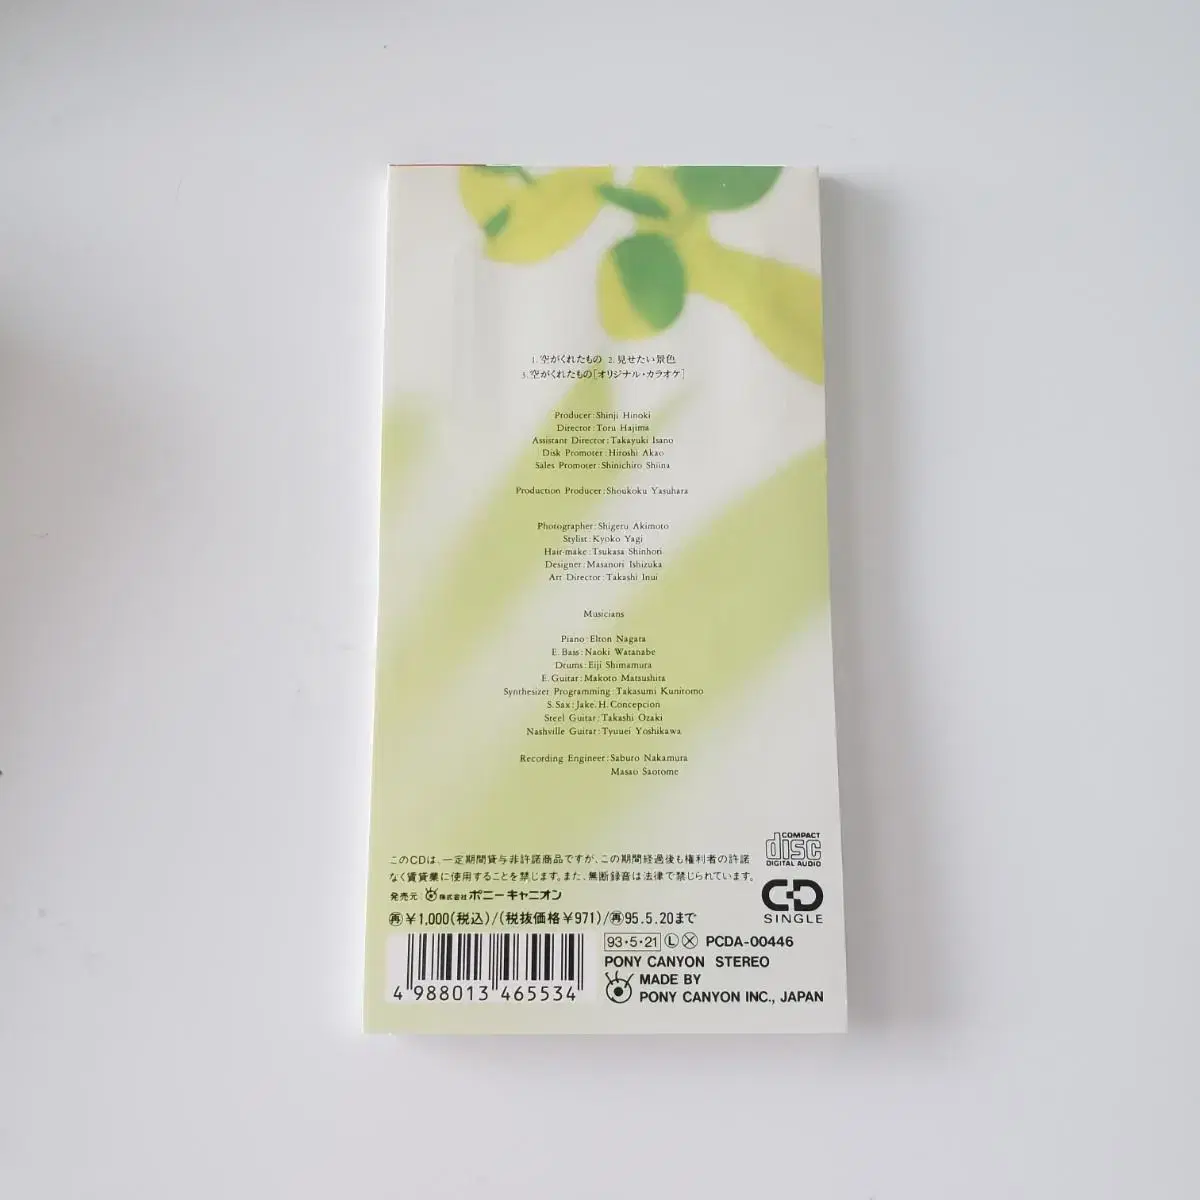 1. 空がくれたもの 2. 見せたい景色
3. 空がくれたもの[オリジナル・カラオケ]
Producer:Shinji Hinoki
Director:Toru Hajima
Assistant Director:Takayuki Isano
Disk Promoter:Hiroshi Akao
Sales Promoter:Shinichiro Shiina
Production Producer:Shoukoku Yasuhara
Photographer:Shigeru Akimoto
Stylist:Kyoko Yagi
Hair-make:Tsukasa Shinhori
Designer:Masanori Ishizuka
Art Director:Takashi Inui
Musicians
Piano:Elton Nagata
E. Bass:Naoki Watanabe
Drums:Eiji Shimamura
E. Guitar:Makoto Matsushita
Synthesizer Programming:Takasumi Kunitomo
S. Sax:Jake. H. Concepcion
Steel Guitar:Takashi Ozaki
Nashville Guitar:Tyuuei Yoshikawa
Recording Engineer:Saburo Nakamura
Masao Saotome
COMPACT
disc
DIGITAL AUDIO
このCDは、一定期間貸与非許諾商品ですが、この期間経過後も権利者の許諾
なく賃貸業に使用することを禁じます。また、無断録音は法律で禁じられています。
発売元:株式会社ポニーキャニオン
CD
SINGLE
㊢¥1,000(税込)/(税抜価格¥971)/㊢95.5.20まで
93・5・21 Ⓛ Ⓧ PCDA-00446
PONY CANYON STEREO
MADE BY
PONY CANYON INC., JAPAN
4 988013 465534